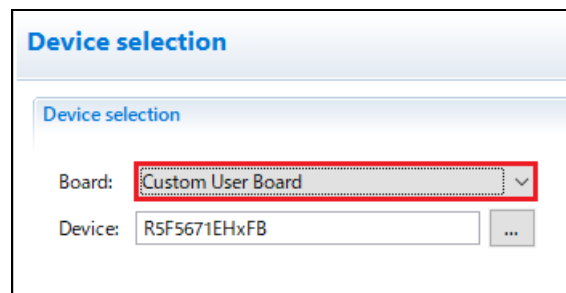 Device selection
Device selection
Board: Custom User Board
Device: R5F5671EHxFB ...